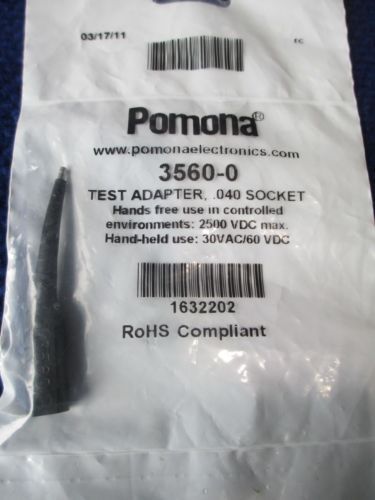 03/17/11 rc
Pomona®
www.pomonaelectronics.com
3560-0
TEST ADAPTER, .040 SOCKET
Hands free use in controlled
environments: 2500 VDC max.
Hand-held use: 30VAC/60 VDC
1632202
RoHS Compliant